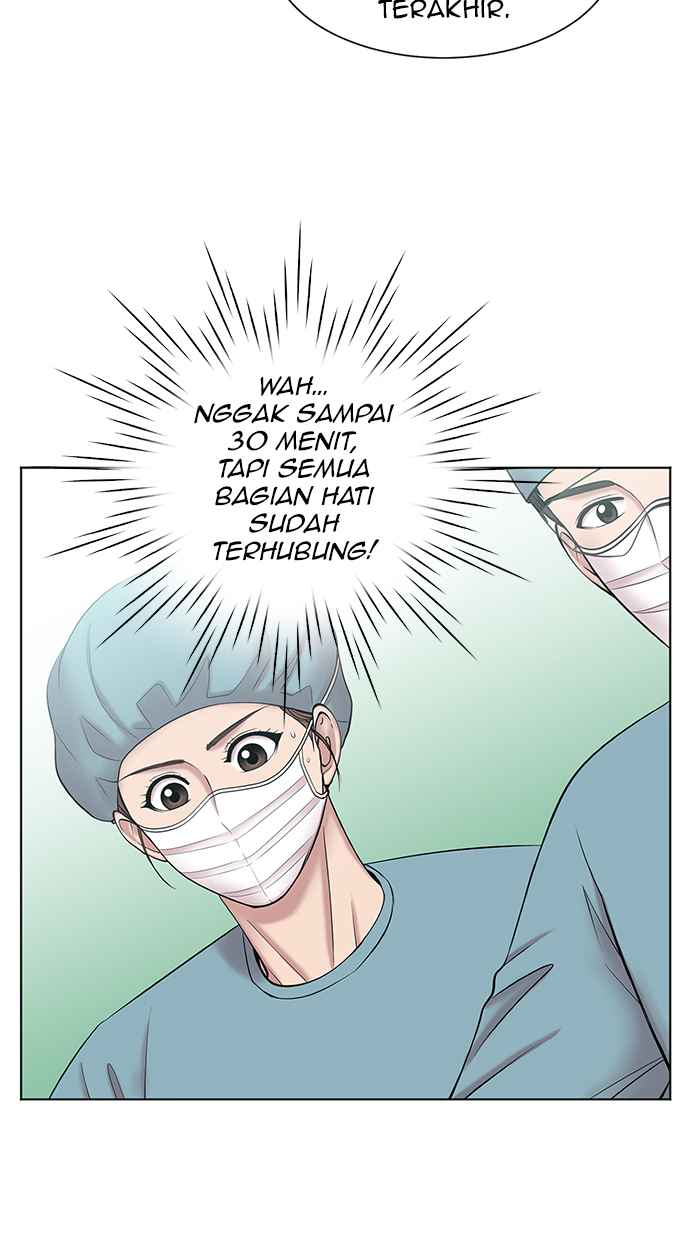 TERAKHIR.
WAH...
NGGAK SAMPAI
30 MENIT,
TAPI SEMUA
BAGIAN HATI
SUDAH
TERHUBUNG!